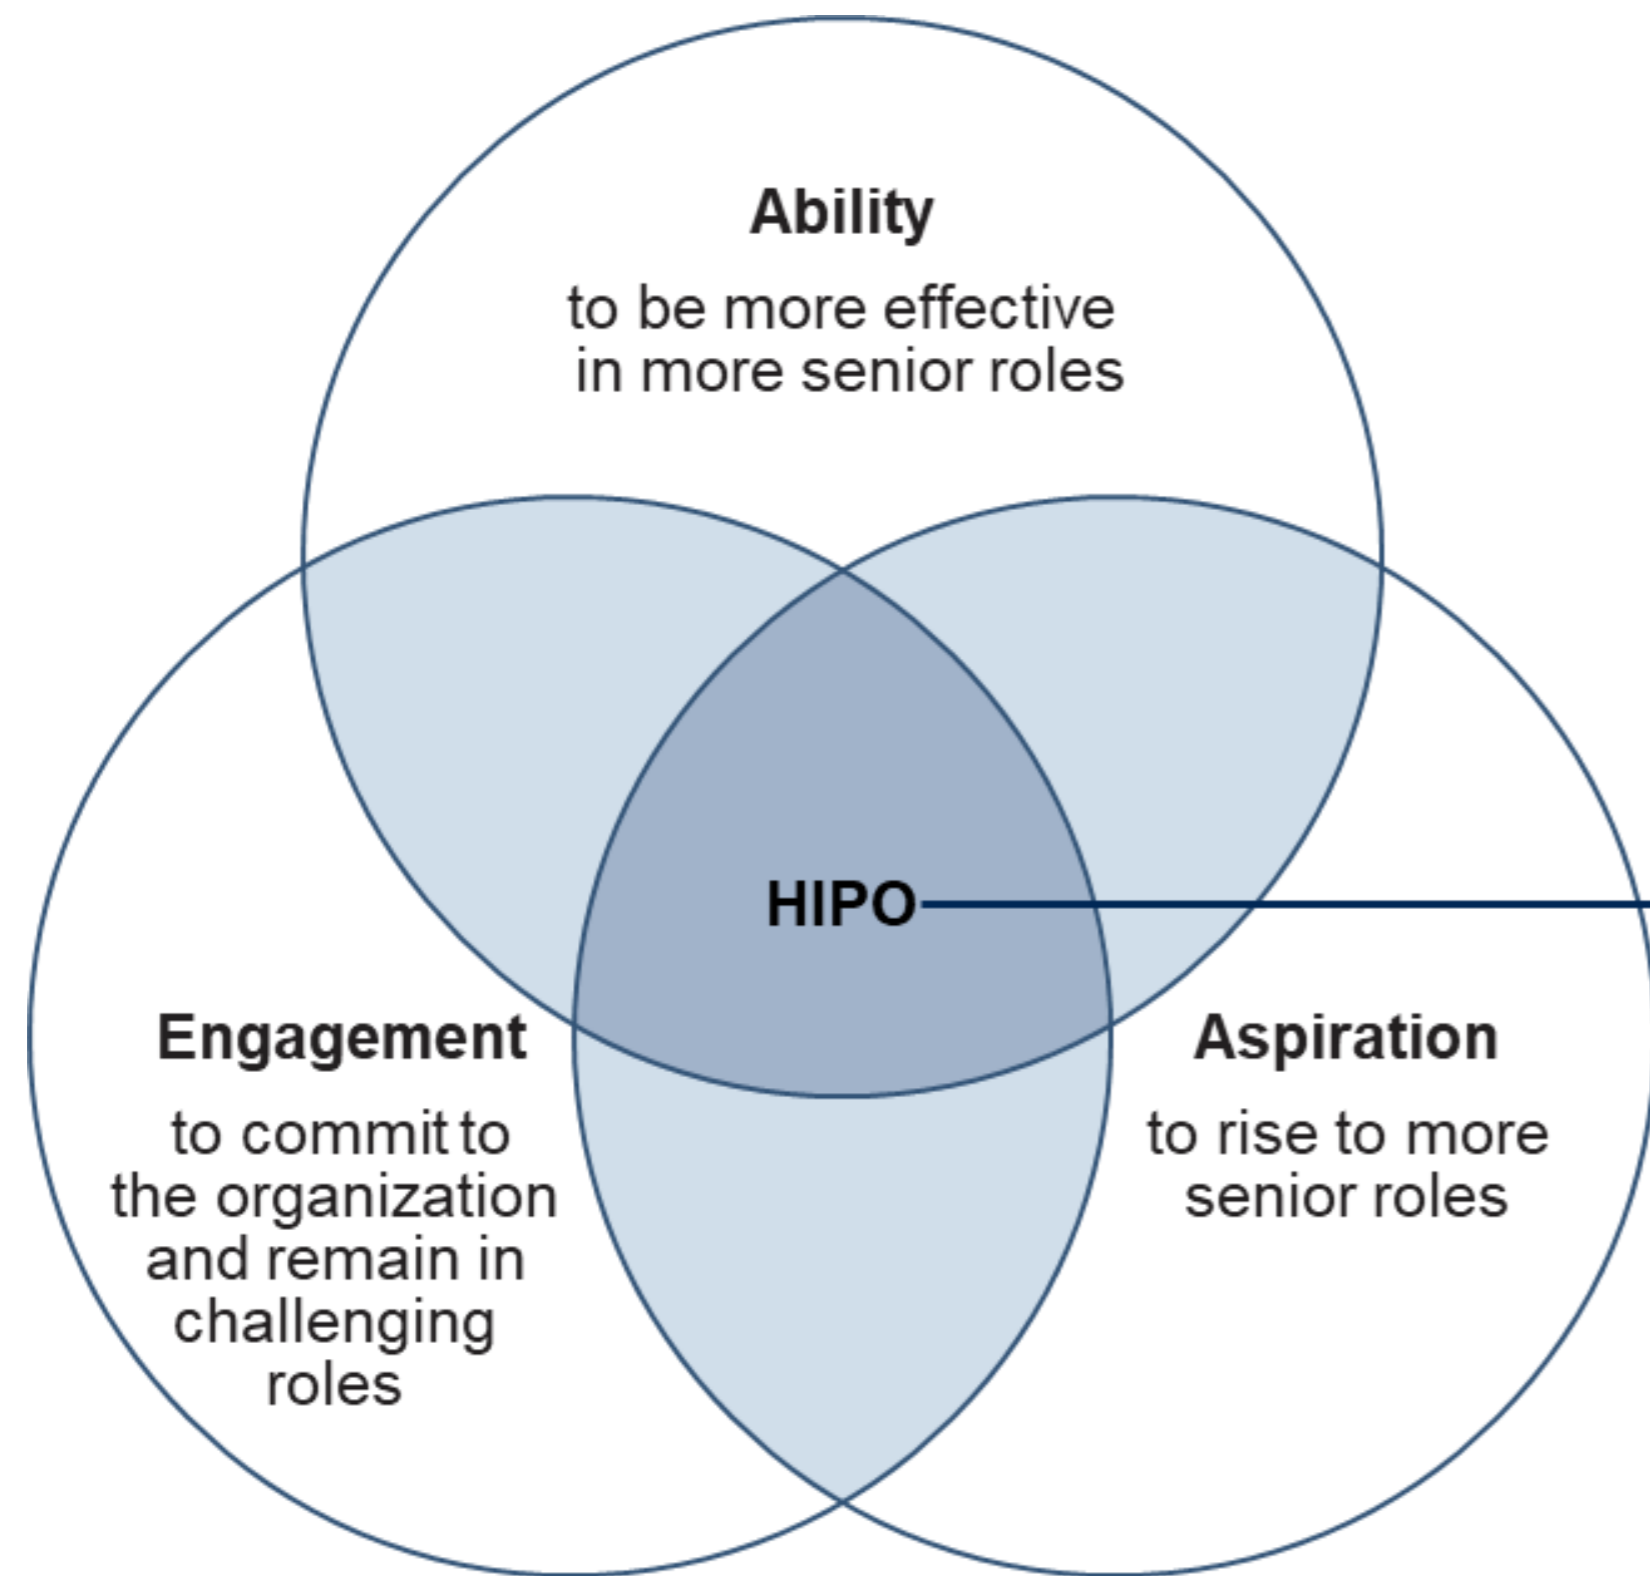 Ability
to be more effective
in more senior roles
HIPO
Engagement
to commit to
the organization
and remain in
challenging
roles
Aspiration
to rise to more
senior roles